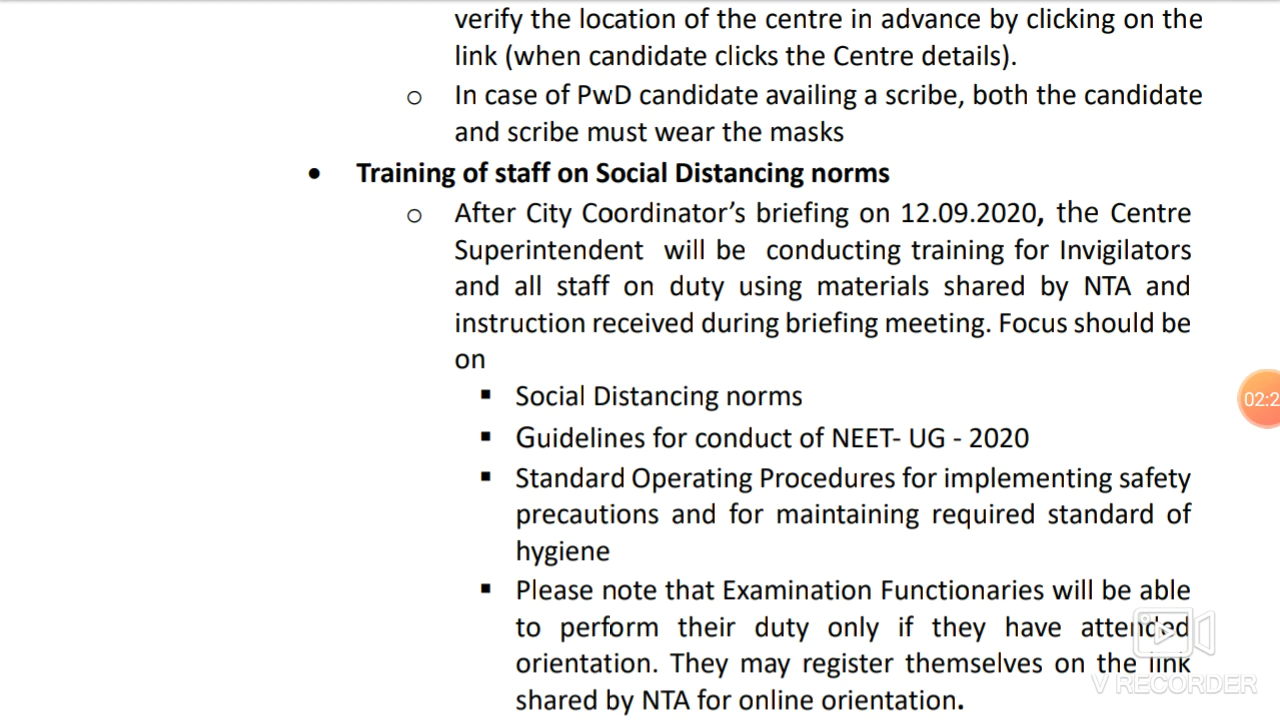 verify the location of the centre in advance by clicking on the
link (when candidate clicks the Centre details).
o In case of PwD candidate availing a scribe, both the candidate
and scribe must wear the masks
• Training of staff on Social Distancing norms
o After City Coordinator’s briefing on 12.09.2020, the Centre
Superintendent will be conducting training for Invigilators
and all staff on duty using materials shared by NTA and
instruction received during briefing meeting. Focus should be
on
▪ Social Distancing norms
▪ Guidelines for conduct of NEET- UG - 2020
▪ Standard Operating Procedures for implementing safety
precautions and for maintaining required standard of
hygiene
▪ Please note that Examination Functionaries will be able
to perform their duty only if they have attended
orientation. They may register themselves on the link
shared by NTA for online orientation.
02:2
V RECORDER